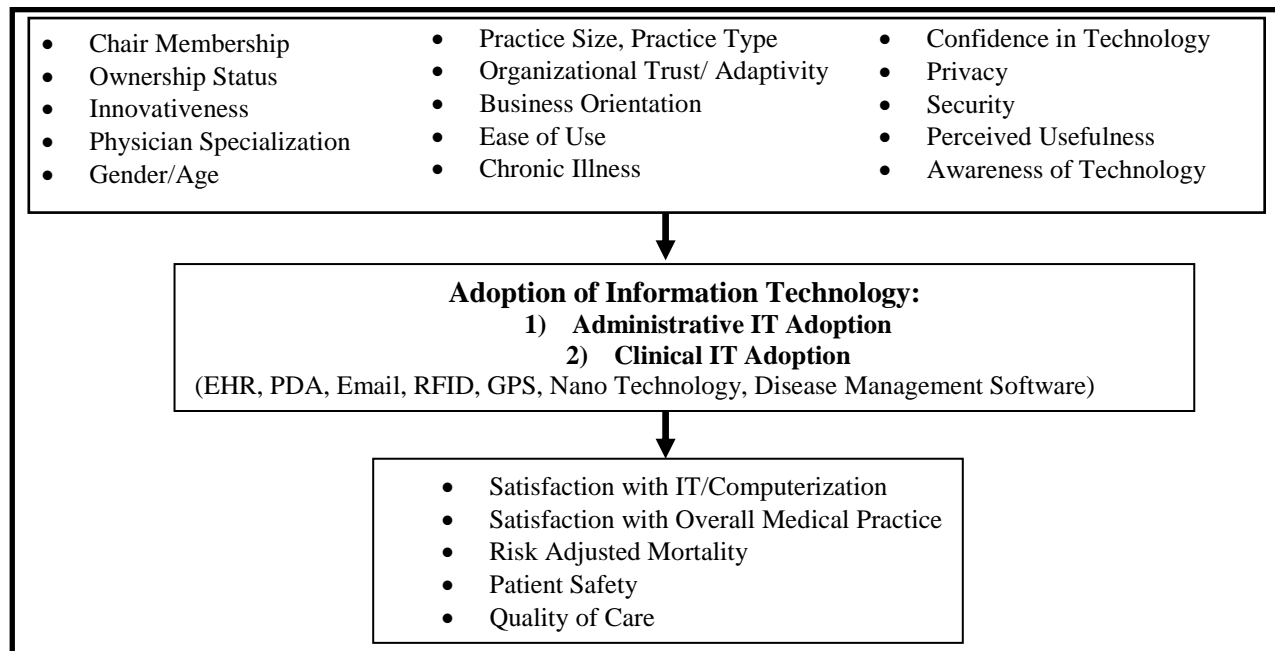 • Chair Membership
• Ownership Status
• Innovativeness
• Physician Specialization
• Gender/Age
• Practice Size, Practice Type
• Organizational Trust/ Adaptivity
• Business Orientation
• Ease of Use
• Chronic Illness
• Confidence in Technology
• Privacy
• Security
• Perceived Usefulness
• Awareness of Technology
Adoption of Information Technology:
1) Administrative IT Adoption
2) Clinical IT Adoption
(EHR, PDA, Email, RFID, GPS, Nano Technology, Disease Management Software)
• Satisfaction with IT/Computerization
• Satisfaction with Overall Medical Practice
• Risk Adjusted Mortality
• Patient Safety
• Quality of Care